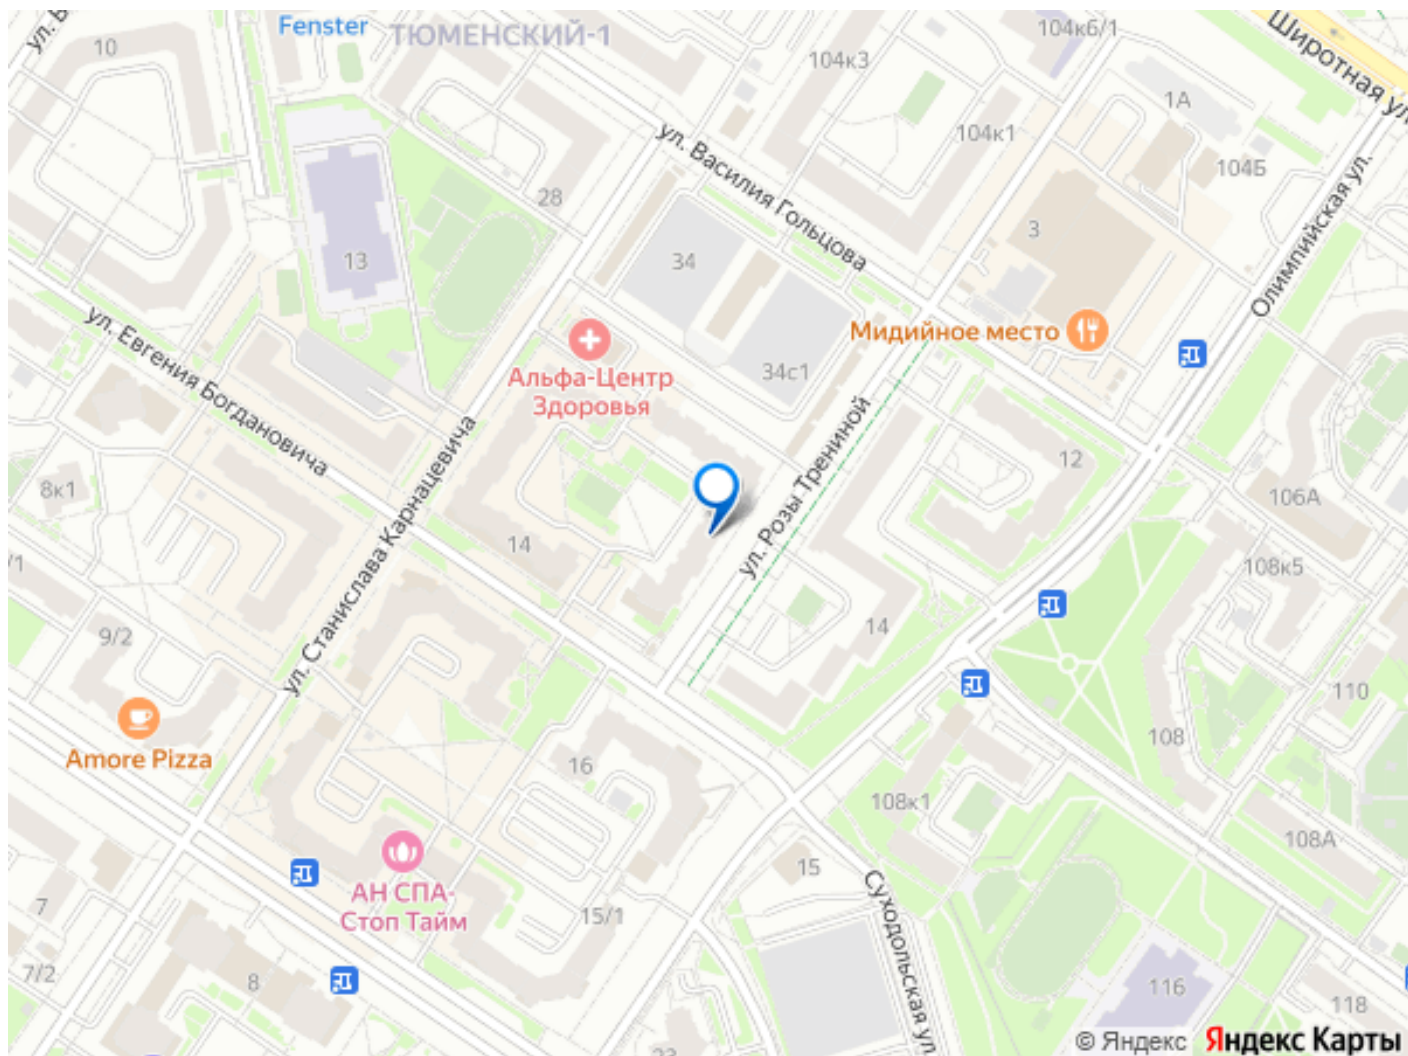 Fenster
ТЮМЕНСКИЙ-1
104к6/1
Широтная ул.
ул. В
10
104к3
1А
104к1
104Б
ул. Василия Гольцова
28
Олимпийская ул.
13
34
3
ул. Евгения Богдановича
Мидийное место
34с1
Альфа-Центр
Здоровья
ул. Станислава Карнацевича
ул. Розы Трениной
12
8к1
106А
14
/1
108к5
9/2
14
110
Amore Pizza
16
108
108к1
108А
15
АН СПА-
Стоп Тайм
Суходольская ул.
7
15/1
7/2
8
116
118
23
© Яндекс
Яндекс Карты